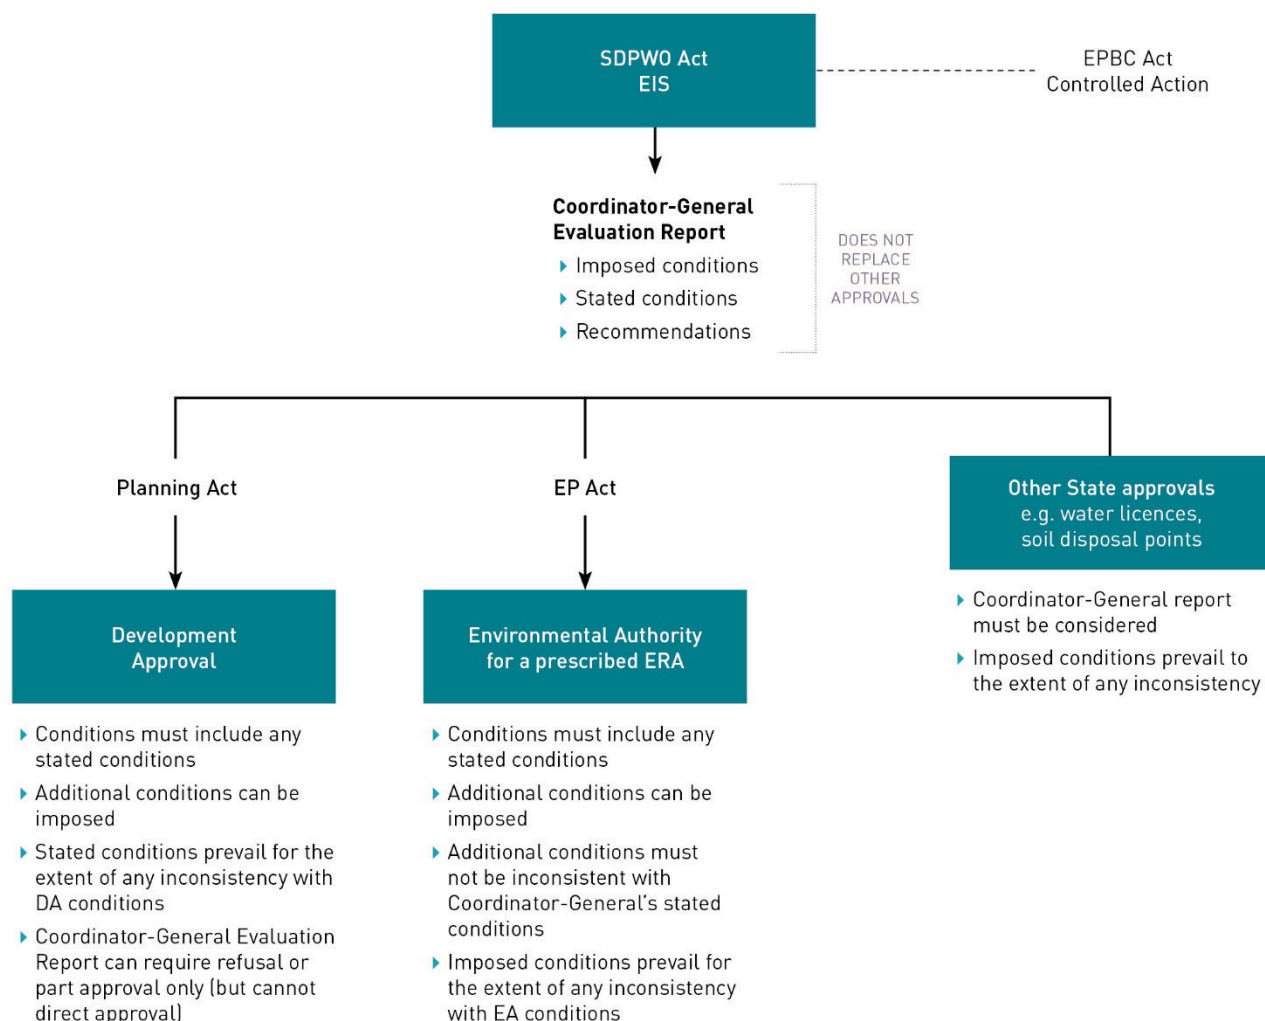 SDPWO Act
EIS
EPBC Act
Controlled Action
Coordinator-General
Evaluation Report
Imposed conditions
Stated conditions
Recommendations
DOES NOT
REPLACE
OTHER
APPROVALS
Planning Act
EP Act
Other State approvals
e.g. water licences,
soil disposal points
Coordinator-General report
must be considered
Imposed conditions prevail to
the extent of any inconsistency
Development
Approval
Conditions must include any
stated conditions
Additional conditions can be
imposed
Stated conditions prevail for the
extent of any inconsistency with
DA conditions
Coordinator-General Evaluation
Report can require refusal or
part approval only (but cannot
direct approval)
Environmental Authority
for a prescribed ERA
Conditions must include any
stated conditions
Additional conditions can be
imposed
Additional conditions must
not be inconsistent with
Coordinator-General's stated
conditions
Imposed conditions prevail for
the extent of any inconsistency
with EA conditions